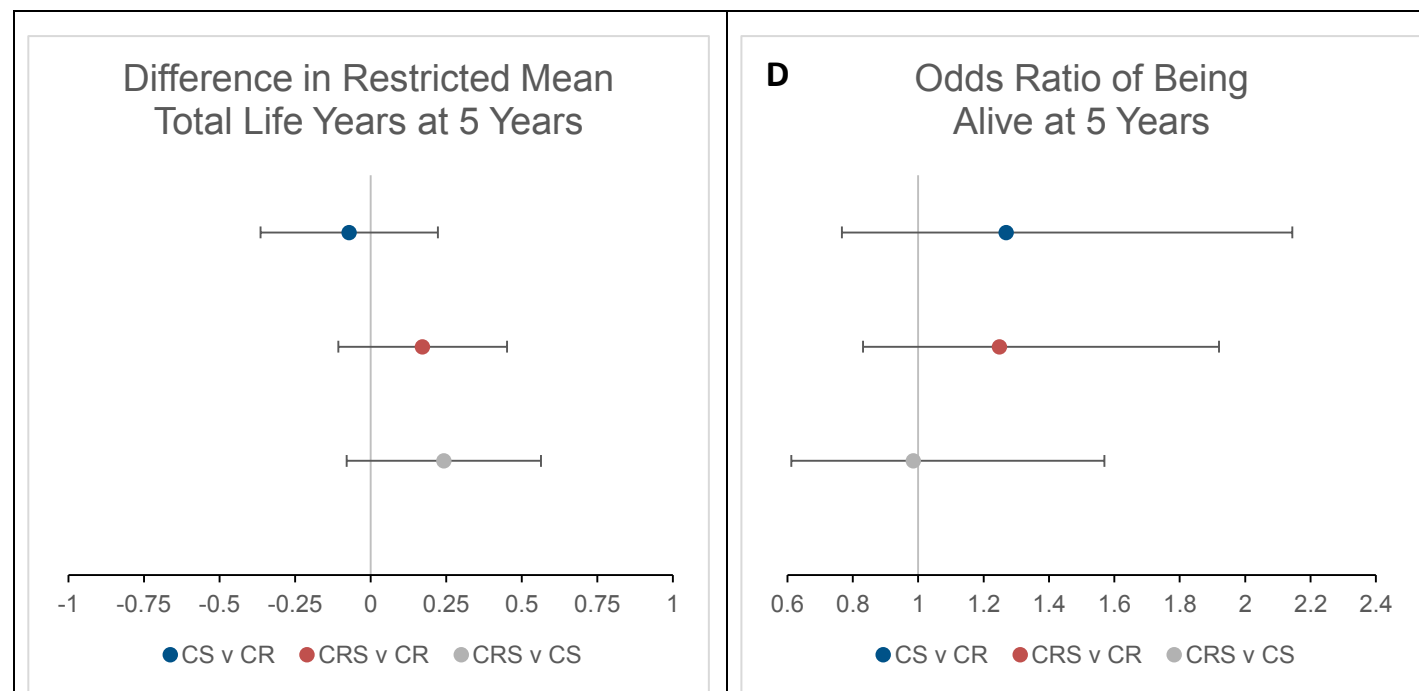 Difference in Restricted Mean
Total Life Years at 5 Years
-1 -0.75 -0.5 -0.25 0 0.25 0.5 0.75 1
CS v CR CRS v CR CRS v CS
D
Odds Ratio of Being
Alive at 5 Years
0.6 0.8 1 1.2 1.4 1.6 1.8 2 2.2 2.4
CS v CR CRS v CR CRS v CS